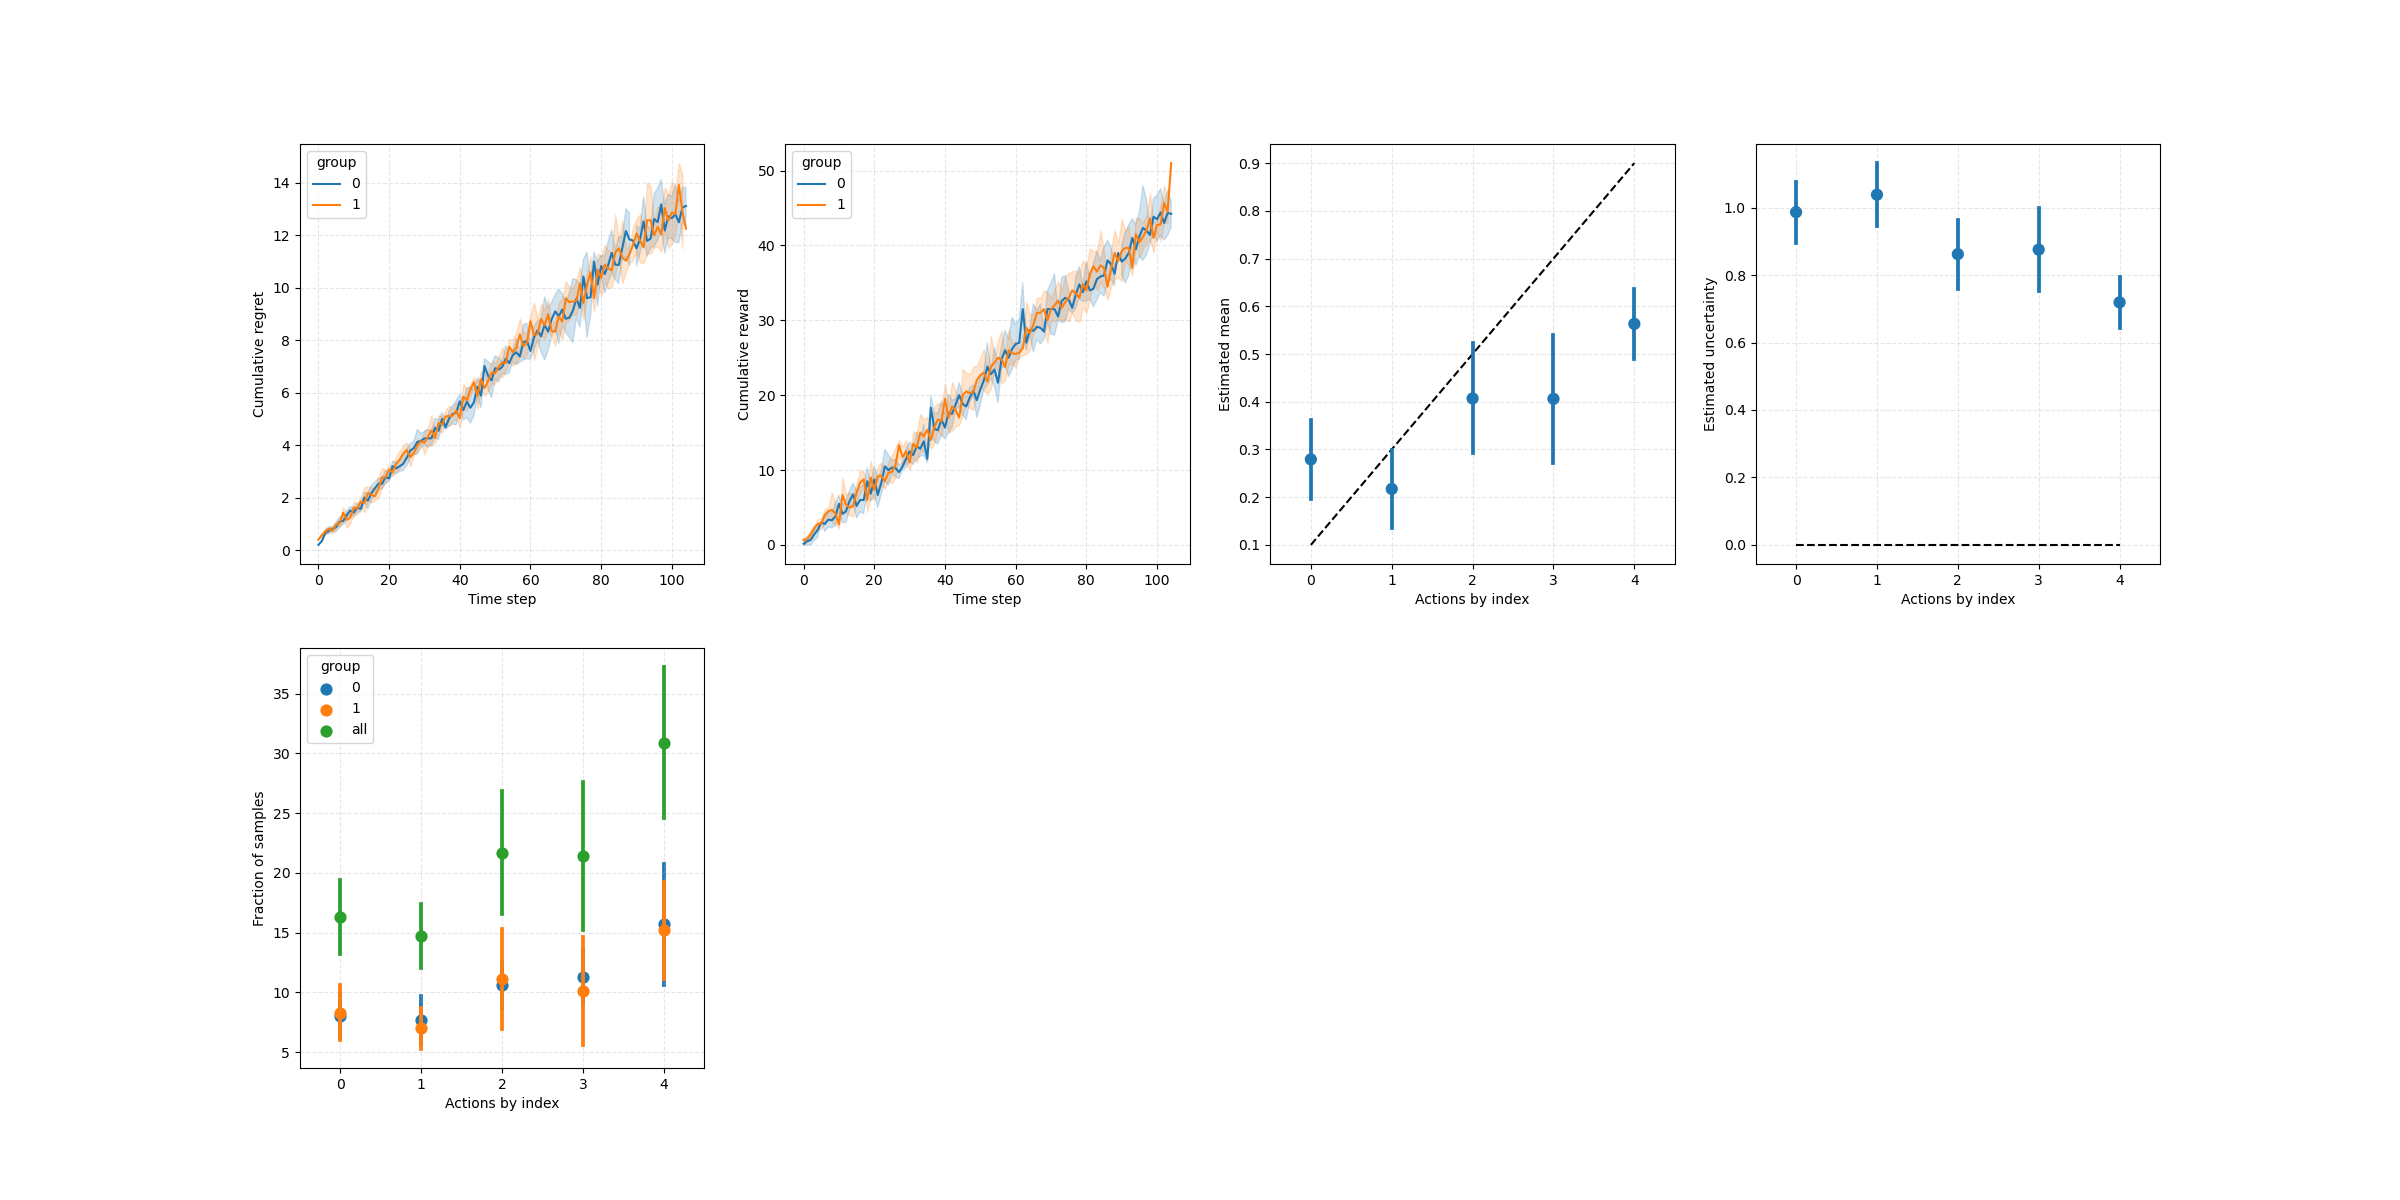 group
0
1
14
12
10
8
6
4
2
0
Cumulative regret
0 20 40 60 80 100
Time step
group
0
1
50
40
30
20
10
0
Cumulative reward
0 20 40 60 80 100
Time step
0.9
0.8
0.7
0.6
0.5
0.4
0.3
0.2
0.1
Estimated mean
0 1 2 3 4
Actions by index
1.0
0.8
0.6
0.4
0.2
0.0
Estimated uncertainty
0 1 2 3 4
Actions by index
group
0
1
all
35
30
25
20
15
10
5
Fraction of samples
0 1 2 3 4
Actions by index